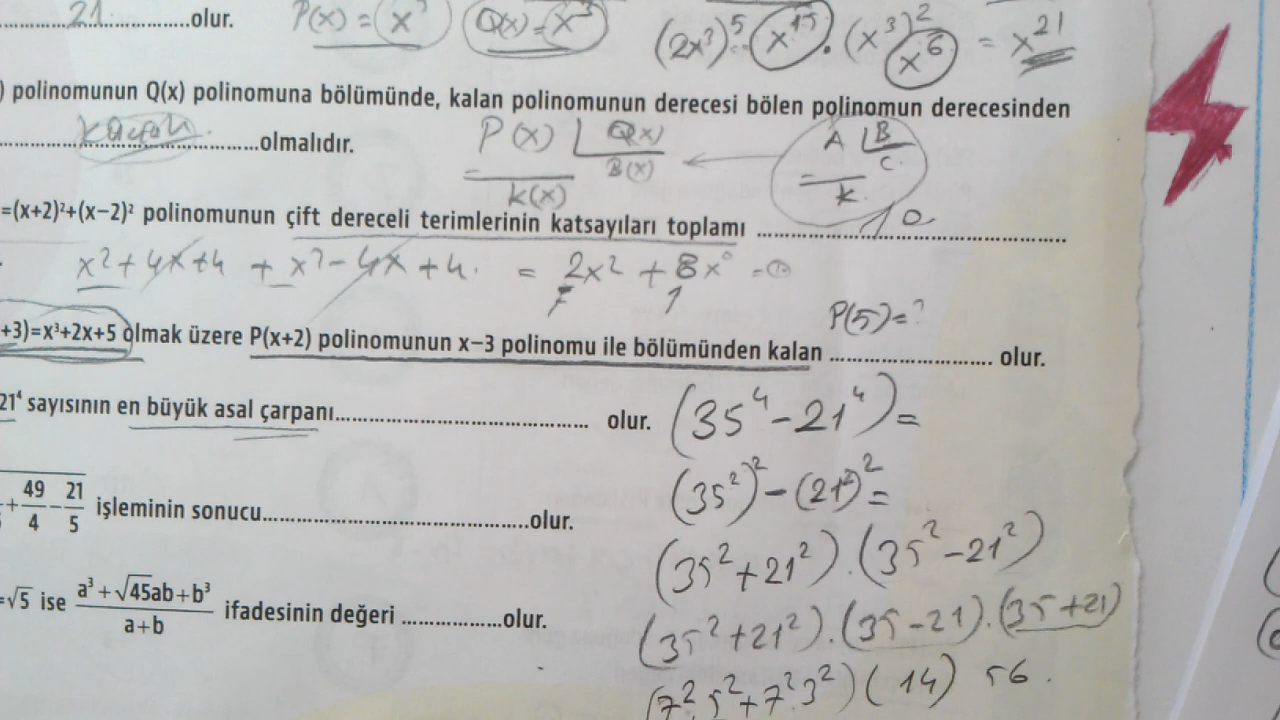 21 ..................olur. P(x) = x Q(x) = x³ (2x³)⁵ x¹⁵ . (x³)² x⁶ = x²¹
) polinomunun Q(x) polinomuna bölümünde, kalan polinomunun derecesi bölen polinomun derecesinden
..................olmalıdır. P(x) Q(x) B(x) k(x) A B C k
=(x+2)²+(x−2)² polinomunun çift dereceli terimlerinin katsayıları toplamı .................. 10
x²+4x+4 + x²−4x+4 = 2x² + 8x⁰ = 10
P(5)=?
+3)=x³+2x+5 olmak üzere P(x+2) polinomunun x−3 polinomu ile bölümünden kalan .................. olur.
21⁴ sayısının en büyük asal çarpanı.................. olur. (35⁴−21⁴)=
(35²)²−(21²)²=
+ 49/4 − 21/5 işleminin sonucu..................olur.
(35²+21²).(35²−21²)
=√5 ise a³+√45ab+b³ / a+b ifadesinin değeri ..................olur.
(35²+21²).(35−21).(35+21)
(7².5²+7².3²)(14) 56.